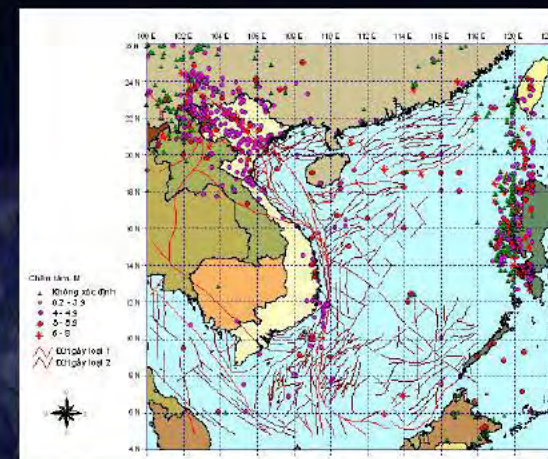 100 E 102 E 104 E 106 E 108 E 110 E 112 E 114 E 116 E 118 E 120 E
24 N
22 N
20 N
18 N
16 N
14 N
12 N
10 N
8 N
6 N
4 N
Chấn tâm, M
Không xác định
0.2 - 3.9
4 - 4.9
5 - 5.9
6 - 8
Đứt gãy loại 1
Đứt gãy loại 2